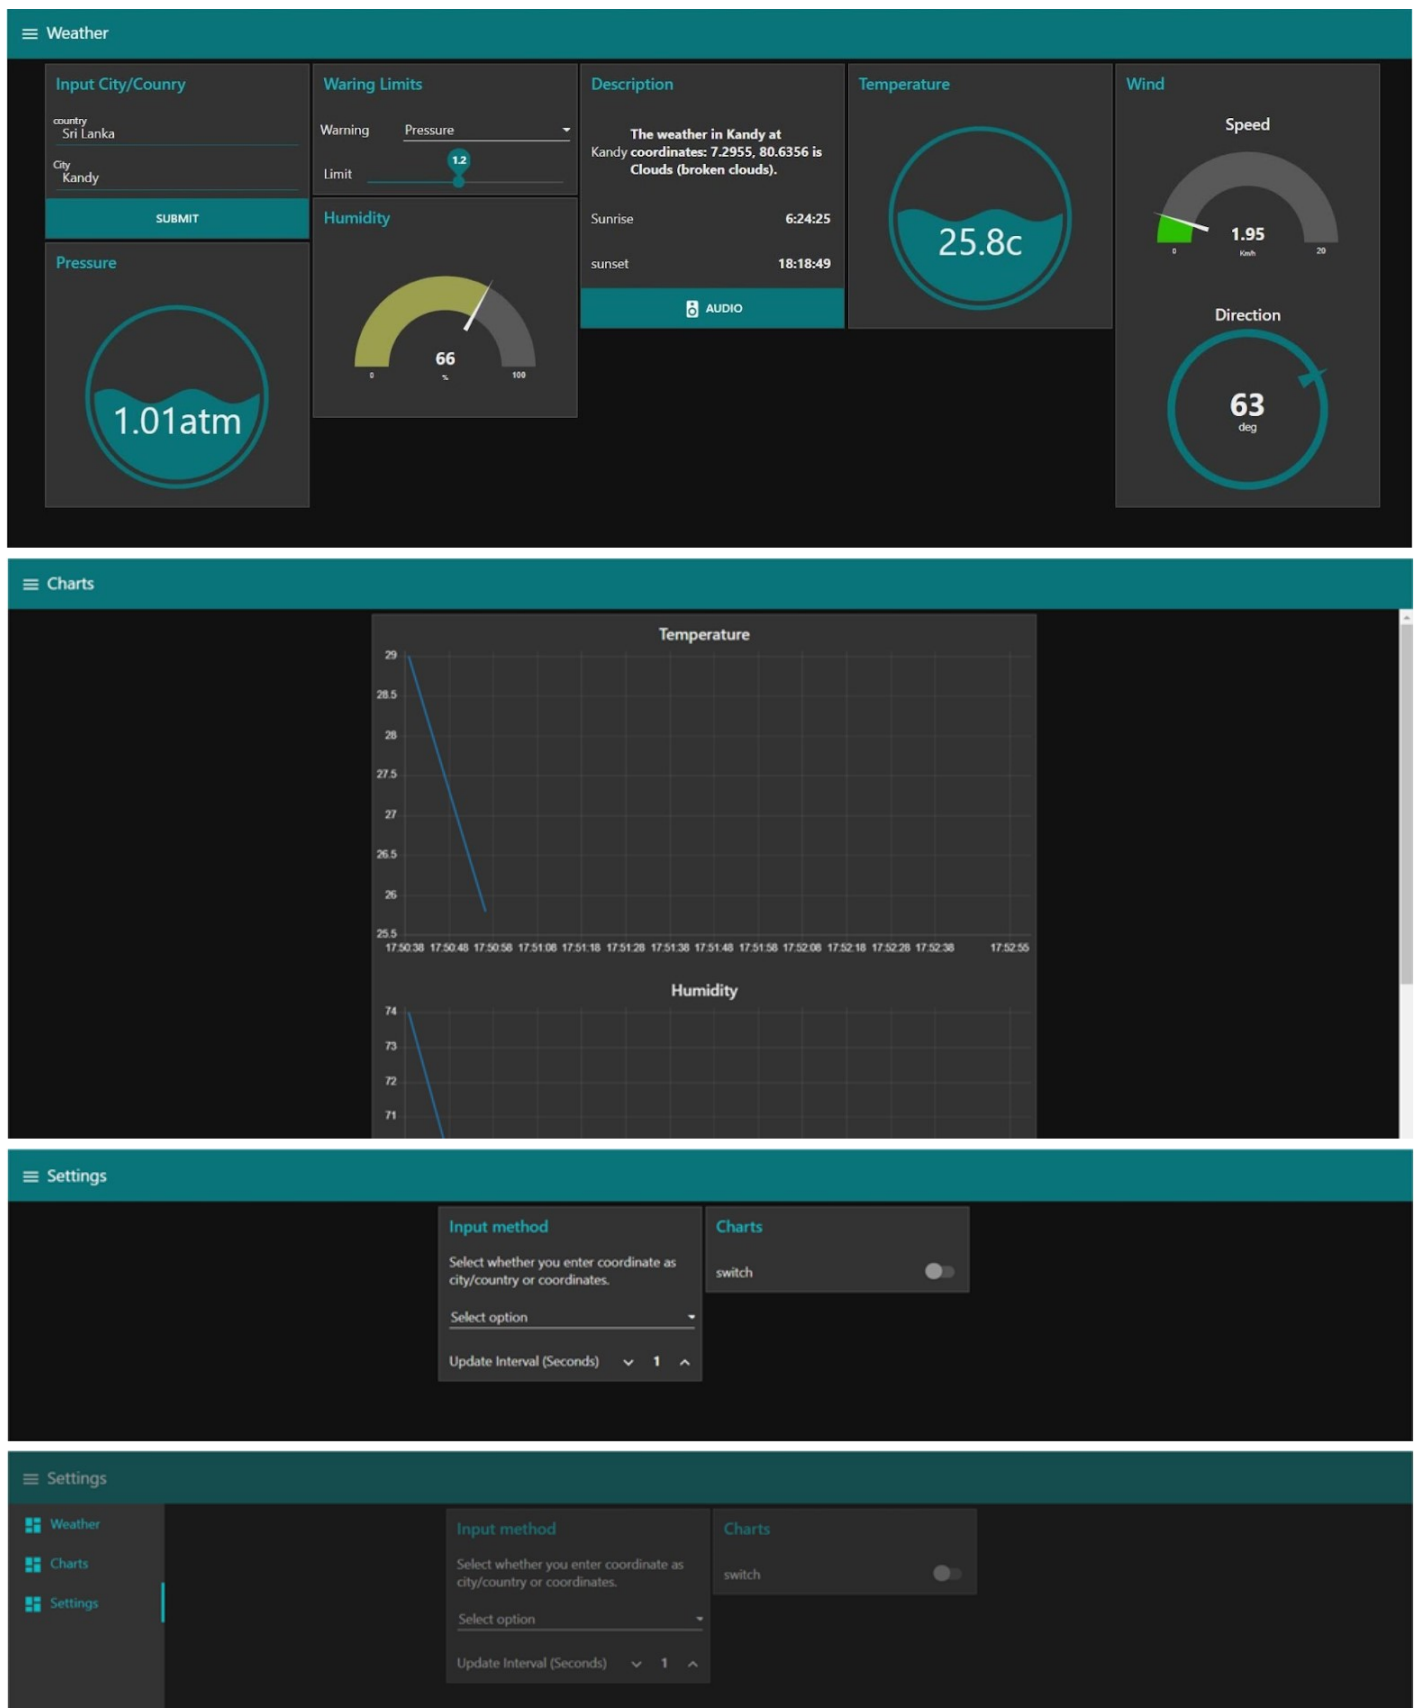 Weather
Input City/Counry
country
Sri Lanka
City
Kandy
SUBMIT
Pressure
1.01atm
Waring Limits
Warning Pressure
1.2
Limit
Humidity
66
%
0 100
Description
The weather in Kandy at
Kandy coordinates: 7.2955, 80.6356 is
Clouds (broken clouds).
Sunrise 6:24:25
sunset 18:18:49
AUDIO
Temperature
25.8c
Wind
Speed
1.95
Km/h
0 20
Direction
63
deg
Charts
Temperature
29
28.5
28
27.5
27
26.5
26
25.5
17:50:38 17:50:48 17:50:58 17:51:08 17:51:18 17:51:28 17:51:38 17:51:48 17:51:58 17:52:08 17:52:18 17:52:28 17:52:38 17:52:55
Humidity
74
73
72
71
Settings
Input method
Select whether you enter coordinate as
city/country or coordinates.
Select option
Update Interval (Seconds) 1
Charts
switch
Settings
Weather
Charts
Settings
Input method
Select whether you enter coordinate as
city/country or coordinates.
Select option
Update Interval (Seconds) 1
Charts
switch